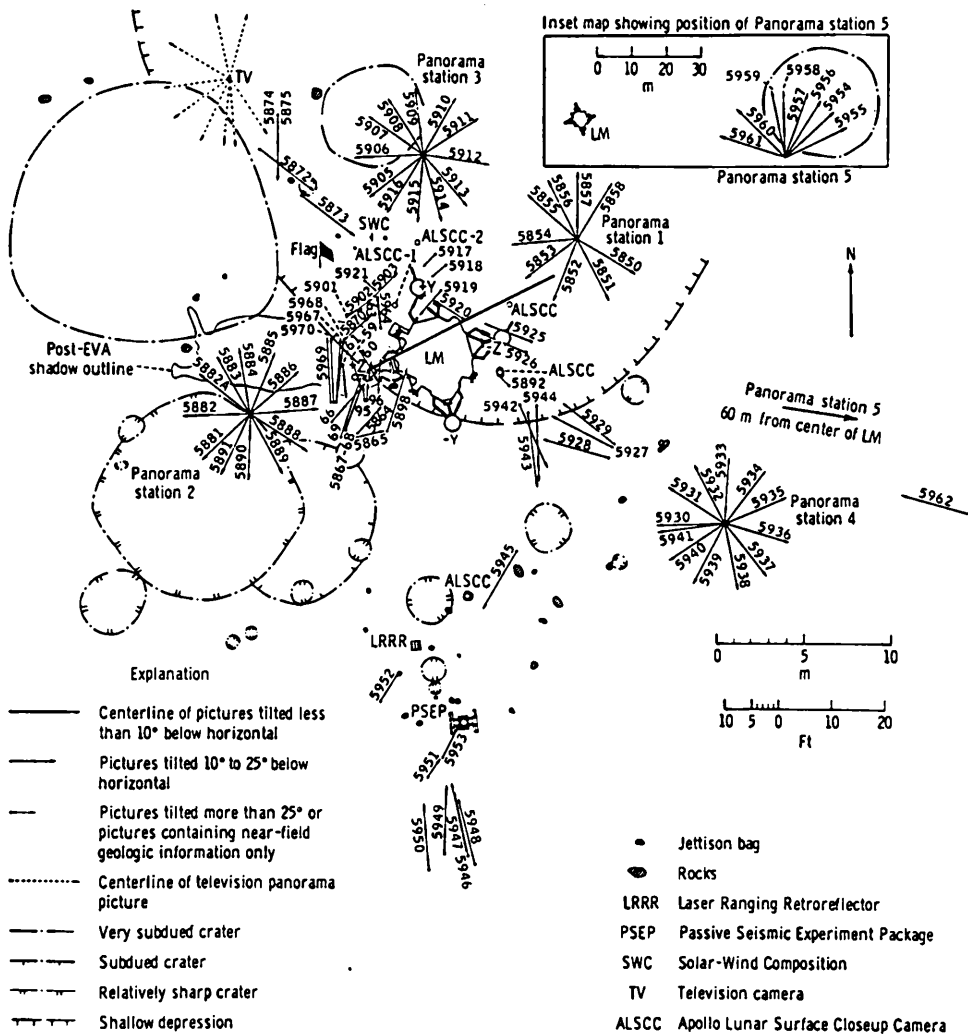 Inset map showing position of Panorama station 5
0 10 20 30
m
LM
5959
5958
5957
5956
5954
5955
5960
5961
Panorama station 5
TV
5874
5875
5872
5873
Panorama
station 3
5909
5910
5908
5911
5907
5906
5912
5905
5913
5916
5915
5914
SWC
ALSCC-2
ALSCC-1
Flag
5917
5918
5919
5920
5921
5903
5902
5901
5968
5967
5970
5969
+Y
LM
Z
-Y
5857
5856
5858
5855
5854
Panorama
station 1
5853
5850
5852
5851
N
ALSCC
5925
5926
ALSCC
5892
5942
5944
5943
5929
5928
5927
Post-EVA
shadow outline
5885
5884
5883
5886
5882A
5882
5887
5881
5888
5891
5890
5889
Panorama
station 2
5898
5864
5865
5867-68
Panorama station 5
60 m from center of LM
5933
5932
5934
5931
5935
5930
Panorama
station 4
5936
5941
5940
5937
5939
5938
5962
5945
ALSCC
LRRR
5952
PSEP
5953
5951
5950
5949
5948
5947
5946
0 5 10
m
10 5 0 10 20
Ft
Explanation
Centerline of pictures tilted less
than 10° below horizontal
Pictures tilted 10° to 25° below
horizontal
Pictures tilted more than 25° or
pictures containing near-field
geologic information only
Centerline of television panorama
picture
Very subdued crater
Subdued crater
Relatively sharp crater
Shallow depression
Jettison bag
Rocks
LRRR Laser Ranging Retroreflector
PSEP Passive Seismic Experiment Package
SWC Solar-Wind Composition
TV Television camera
ALSCC Apollo Lunar Surface Closeup Camera